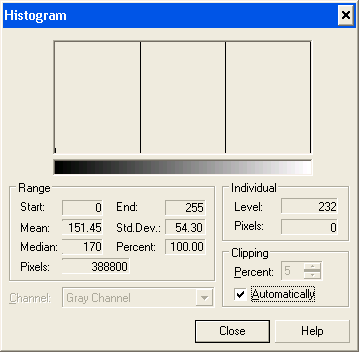 Histogram
Range
Start: 0 End: 255
Mean: 151.45 Std.Dev.: 54.30
Median: 170 Percent: 100.00
Pixels: 388800
Individual
Level: 232
Pixels: 0
Clipping
Percent: 5
Automatically
Channel: Gray Channel
Close Help